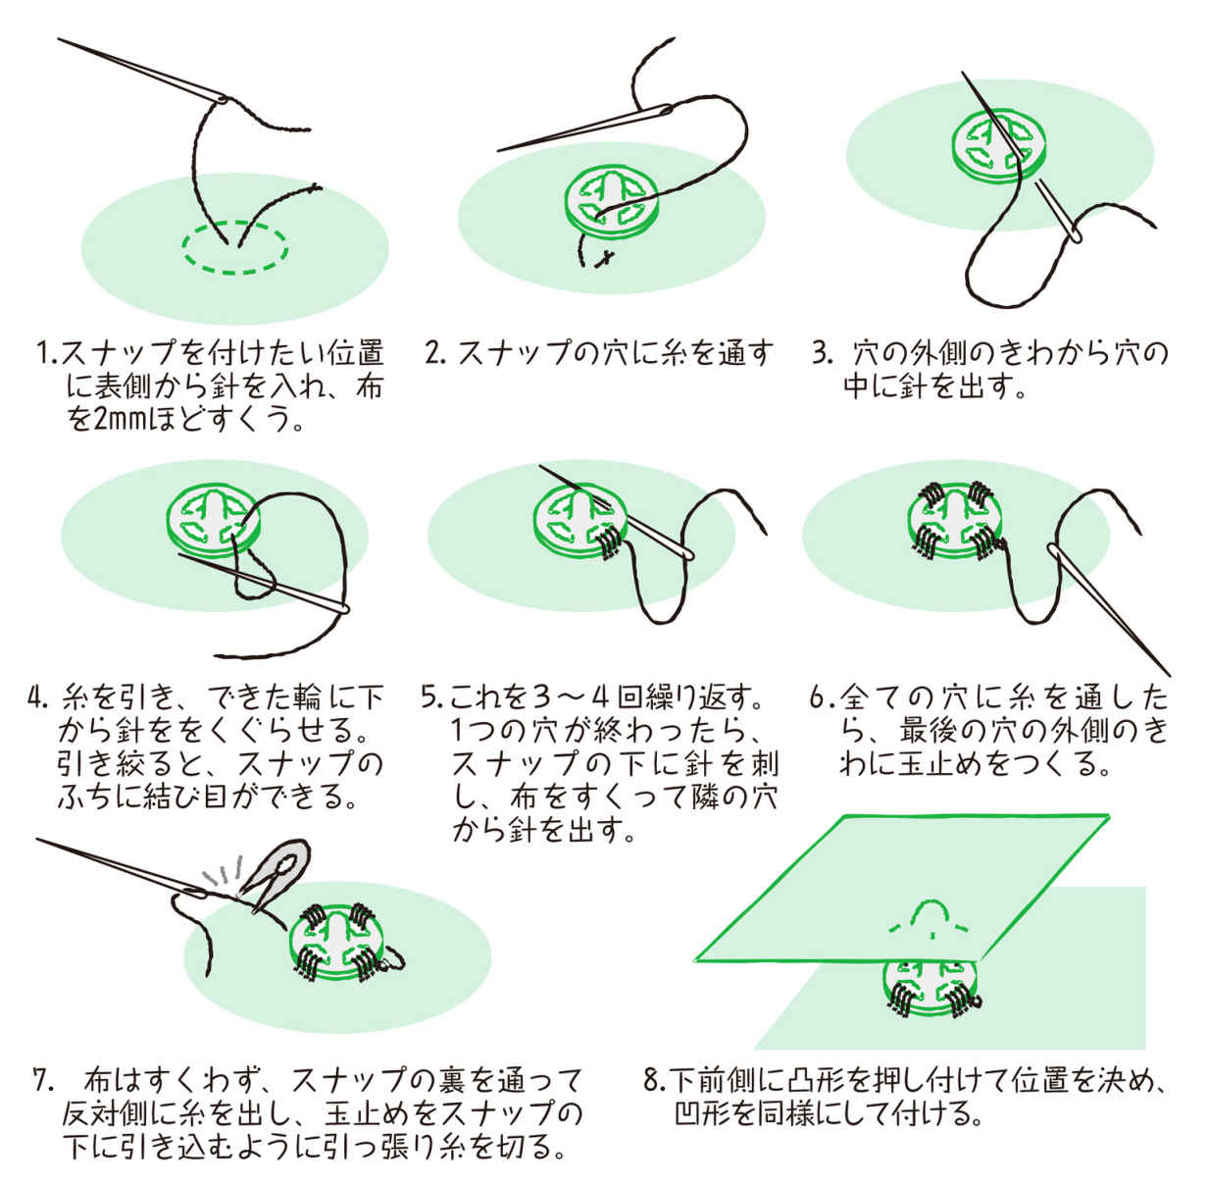 1.スナップを付けたい位置
に表側から針を入れ、布
を2mmほどすくう。
2. スナップの穴に糸を通す
3. 穴の外側のきわから穴の
中に針を出す。
4. 糸を引き、できた輪に下
から針ををくぐらせる。
引き絞ると、スナップの
ふちに結び目ができる。
5.これを3～4回繰り返す。
1つの穴が終わったら、
スナップの下に針を刺
し、布をすくって隣の穴
から針を出す。
6.全ての穴に糸を通した
ら、最後の穴の外側のき
わに玉止めをつくる。
7. 布はすくわず、スナップの裏を通って
反対側に糸を出し、玉止めをスナップの
下に引き込むように引っ張り糸を切る。
8.下前側に凸形を押し付けて位置を決め、
凹形を同様にして付ける。